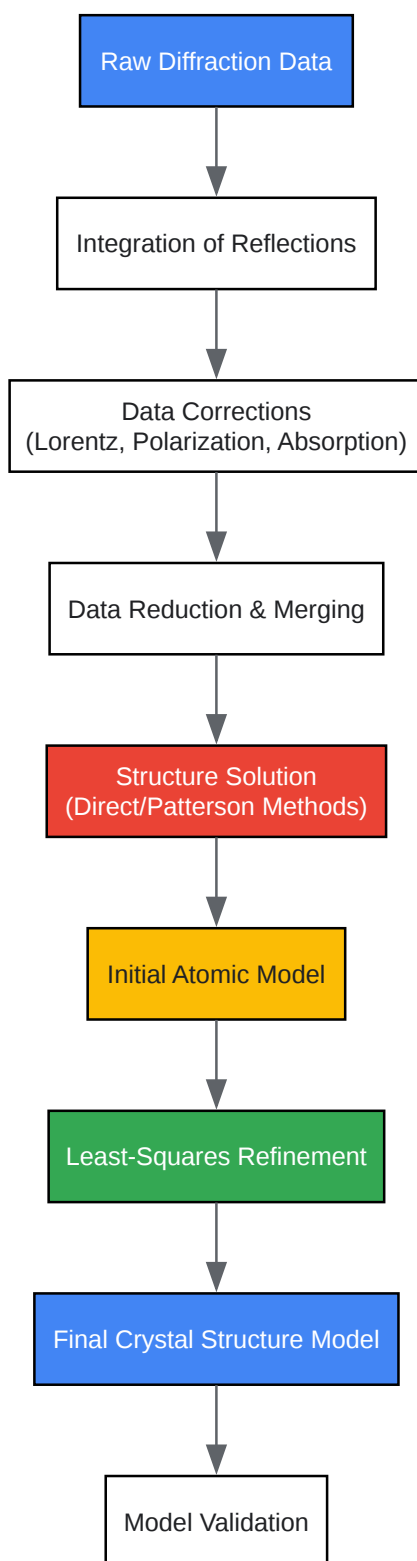 Raw Diffraction Data
Integration of Reflections
Data Corrections
(Lorentz, Polarization, Absorption)
Data Reduction & Merging
Structure Solution
(Direct/Patterson Methods)
Initial Atomic Model
Least-Squares Refinement
Final Crystal Structure Model
Model Validation